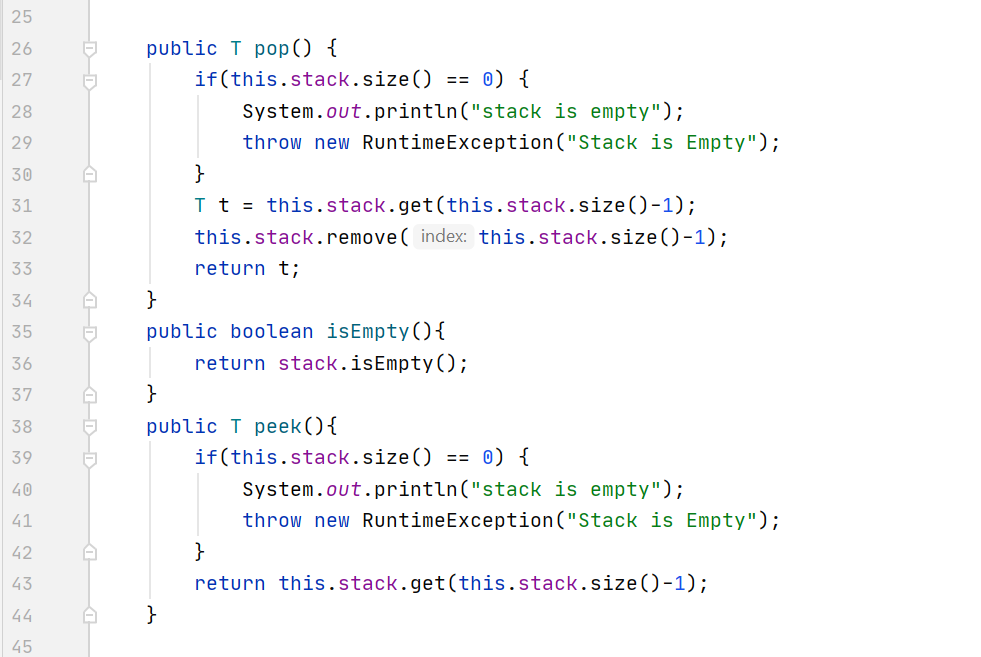 25
26 public T pop() {
27 if(this.stack.size() == 0) {
28 System.out.println("stack is empty");
29 throw new RuntimeException("Stack is Empty");
30 }
31 T t = this.stack.get(this.stack.size()-1);
32 this.stack.remove( index: this.stack.size()-1);
33 return t;
34 }
35 public boolean isEmpty(){
36 return stack.isEmpty();
37 }
38 public T peek(){
39 if(this.stack.size() == 0) {
40 System.out.println("stack is empty");
41 throw new RuntimeException("Stack is Empty");
42 }
43 return this.stack.get(this.stack.size()-1);
44 }
45